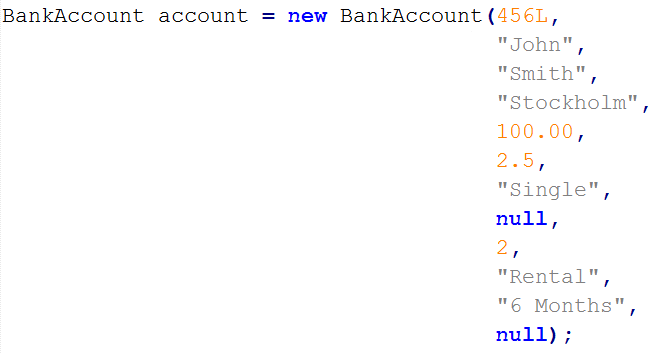 BankAccount account = new BankAccount(456L,
"John",
"Smith",
"Stockholm",
100.00,
2.5,
"Single",
null,
2,
"Rental",
"6 Months",
null);